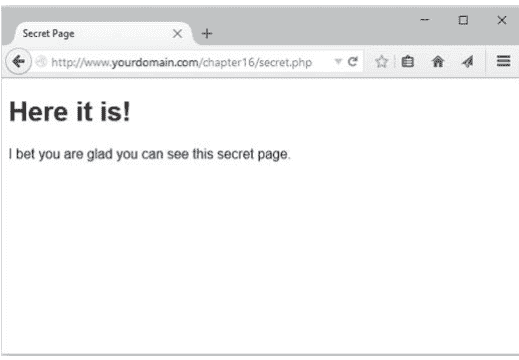 Secret Page
http://www.yourdomain.com/chapter16/secret.php
Here it is!
I bet you are glad you can see this secret page.